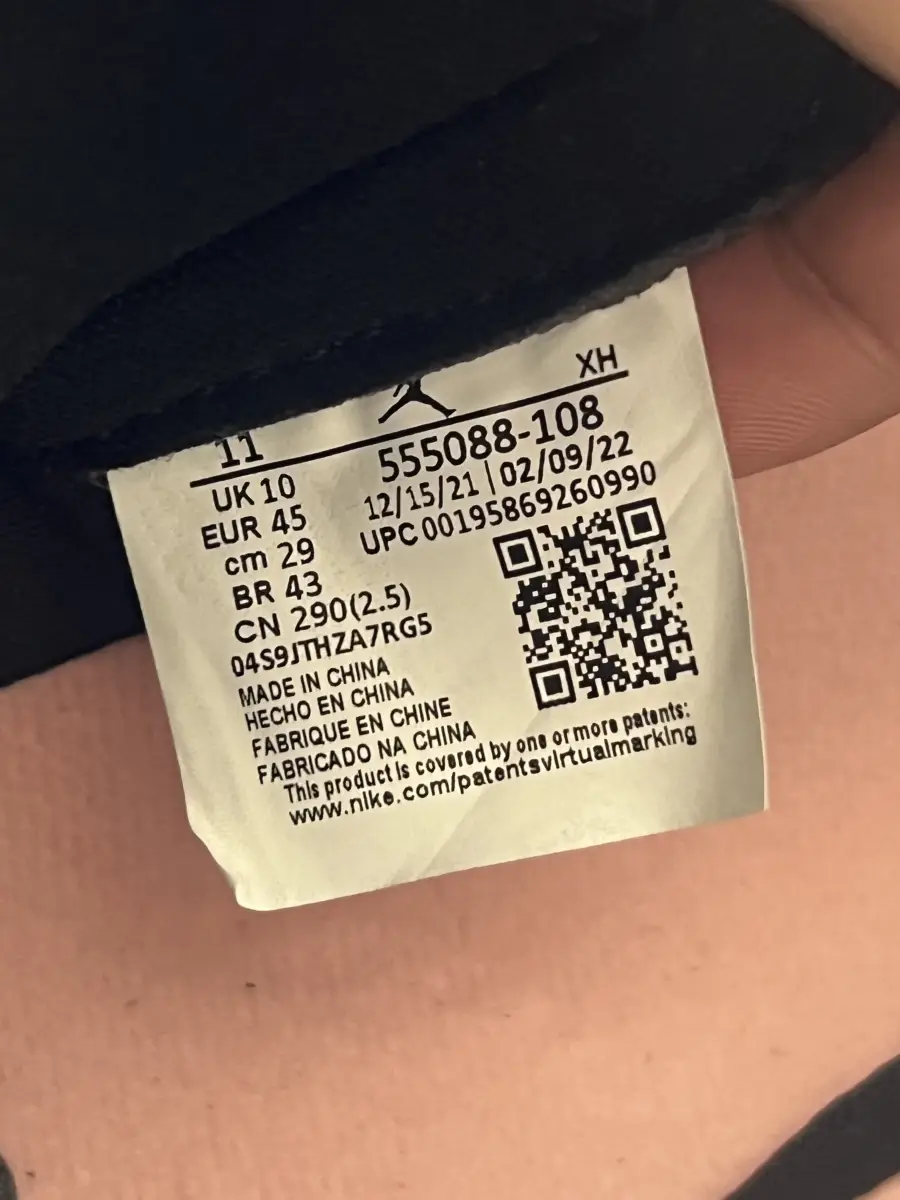 XH
11
555088-108
UK 10
12/15/21 | 02/09/22
EUR 45
UPC 00195869260990
cm 29
BR 43
CN 290(2.5)
04S9JTHZA7RG5
MADE IN CHINA
HECHO EN CHINA
FABRIQUE EN CHINE
FABRICADO NA CHINA
This product is covered by one or more patents:
www.nike.com/patentsvirtualmarking